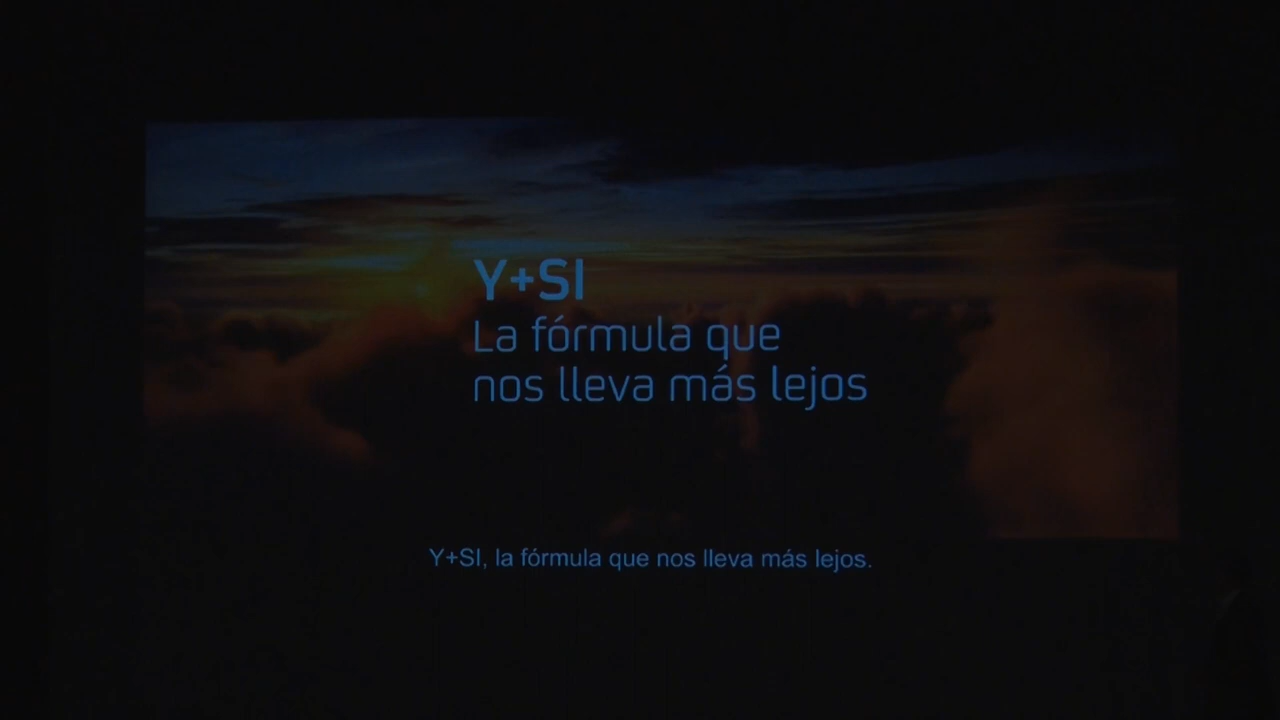 Y+SI
La fórmula que
nos lleva más lejos
Y+SI, la fórmula que nos lleva más lejos.